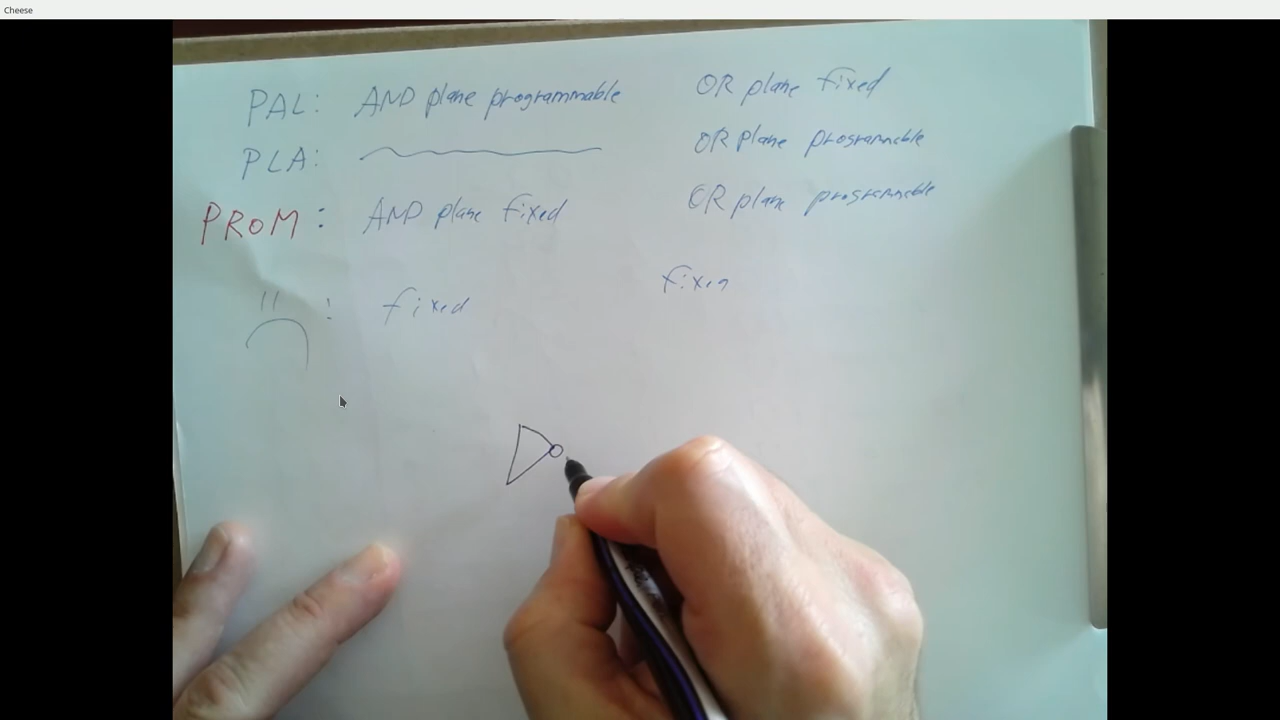 Cheese
PAL: AND plane programmable OR plane fixed
PLA: OR plane programmable
PROM: AND plane fixed OR plane programmable
" : fixed fixed